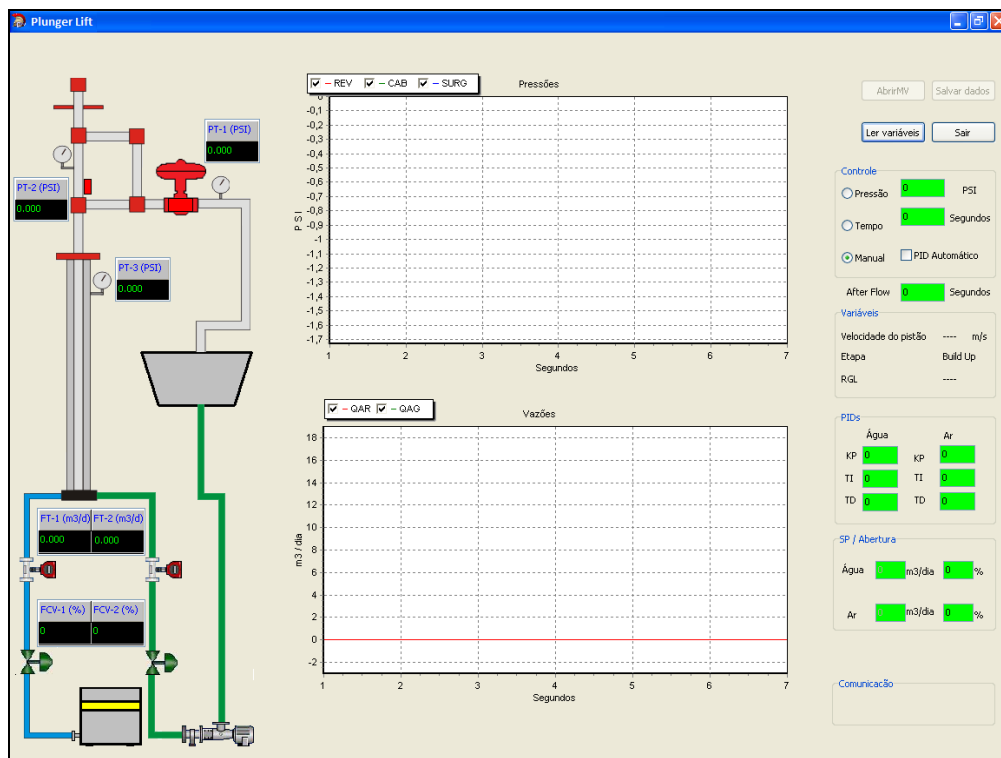 Plunger Lift
PT-1 (PSI)
0.000
PT-2 (PSI)
0.000
PT-3 (PSI)
0.000
FT-1 (m3/d) FT-2 (m3/d)
0.000 0.000
FCV-1 (%) FCV-2 (%)
0 0
REV CAB SURG
Pressões
0
-0,1
-0,2
-0,3
-0,4
-0,5
-0,6
-0,7
-0,8
-0,9
-1
-1,1
-1,2
-1,3
-1,4
-1,5
-1,6
-1,7
PSI
1 2 3 4 5 6 7
Segundos
QAR QAG
Vazões
18
16
14
12
10
8
6
4
2
0
-2
m3 / dia
1 2 3 4 5 6 7
Segundos
AbrirMV Salvar dados
Ler variáveis Sair
Controle
Pressão 0 PSI
Tempo 0 Segundos
Manual PID Automático
After Flow 0 Segundos
Variáveis
Velocidade do pistão ---- m/s
Etapa Build Up
RGL ----
PIDs
Água Ar
KP 0 KP 0
TI 0 TI 0
TD 0 TD 0
SP / Abertura
Água m3/dia 0 %
Ar m3/dia 0 %
Comunicacão